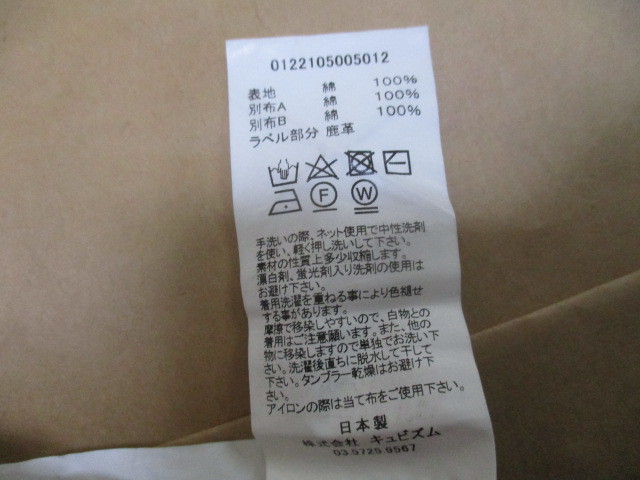 0122105005012
表地 綿 100%
別布A 綿 100%
別布B 綿 100%
ラベル部分 鹿革
F W
手洗いの際、ネット使用で中性洗剤
を使い、軽く押し洗いして下さい。
素材の性質上多少収縮します。
漂白剤、蛍光剤入り洗剤の使用は
お避け下さい。
着用洗濯を重ねる事により色褪せ
する事があります。
摩擦で移染しやすいので、白物との
着用はご注意願います。また、他の
物に移染しますので単独でお洗い下
さい。洗濯後直ちに脱水して干して
下さい。タンブラー乾燥はお避け下
さい。
アイロンの際は当て布をご使用下さい。
日本製
株式会社 キュビズム
03.5725.9567